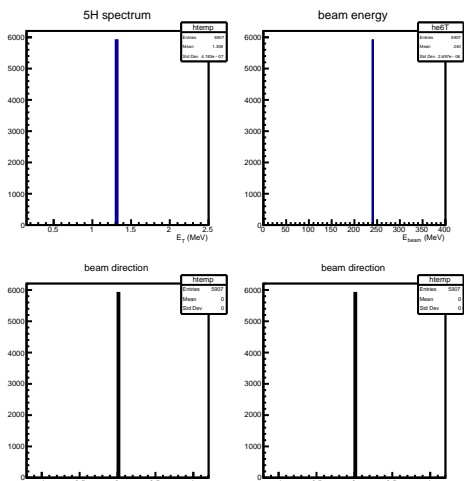 5H spectrum
htemp
Entries 5907
Mean 1.308
6000
5000
4000
3000
2000
1000
0
0.5 1 1.5 2 2.5
E_T (MeV)
beam energy
he6T
Entries 5907
Mean 240
6000
5000
4000
3000
2000
1000
0
0 50 100 150 200 250 300 350 400
E_beam (MeV)
beam direction
htemp
Entries 5907
Mean 0
Std Dev 0
6000
5000
4000
3000
2000
1000
0
beam direction
htemp
Entries 5907
Mean 0
Std Dev 0
6000
5000
4000
3000
2000
1000
0